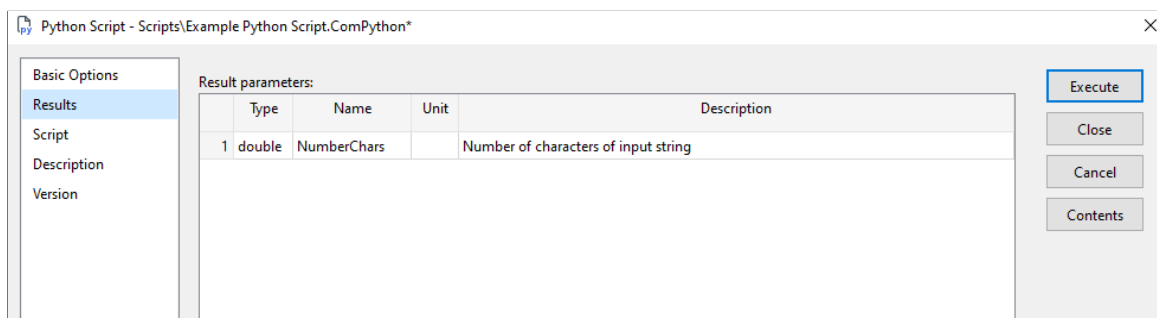 Python Script - Scripts\Example Python Script.ComPython*
Basic Options
Results
Script
Description
Version
Result parameters:
Type Name Unit Description
1 double NumberChars Number of characters of input string
Execute
Close
Cancel
Contents